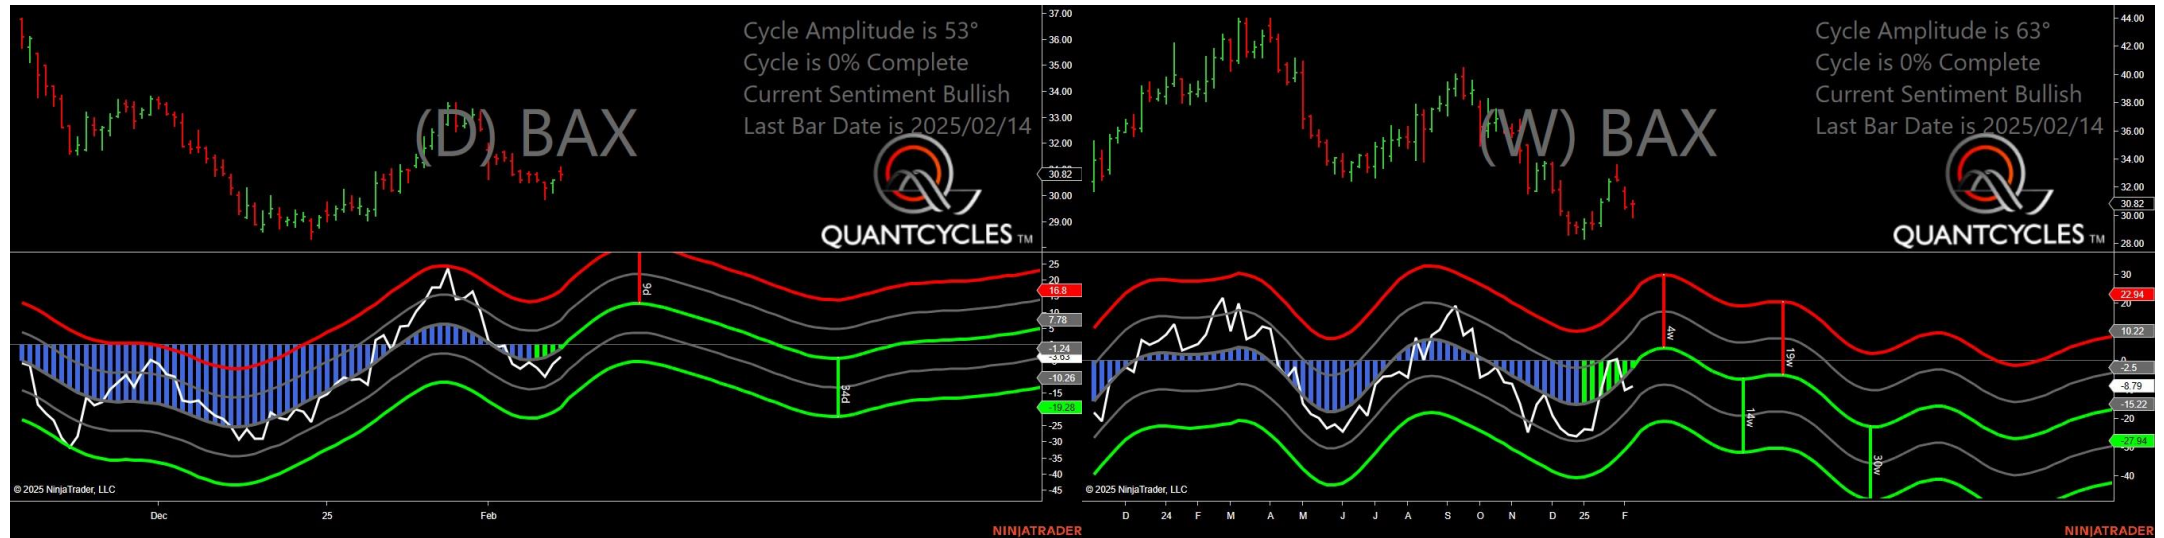 Cycle Amplitude is 53°
Cycle is 0% Complete
Current Sentiment Bullish
Last Bar Date is 2025/02/14
(D) BAX
QUANTCYCLES TM
37.00
36.00
35.00
34.00
33.00
32.00
30.82
30.00
29.00
9d
34d
25
20
16.8
10
7.78
5
-1.24
-10.26
-15
-19.28
-25
-30
-35
-40
-45
© 2025 NinjaTrader, LLC
Dec 25 Feb
NINJATRADER
Cycle Amplitude is 63°
Cycle is 0% Complete
Current Sentiment Bullish
Last Bar Date is 2025/02/14
(W) BAX
QUANTCYCLES TM
44.00
42.00
40.00
38.00
36.00
34.00
32.00
30.82
30.00
28.00
4w
19w
14w
30w
30
22.94
20
10.22
-2.5
-8.79
-15.22
-20
-27.94
-40
© 2025 NinjaTrader, LLC
D 24 F M A M J J A S O N D 25 F
NINJATRADER